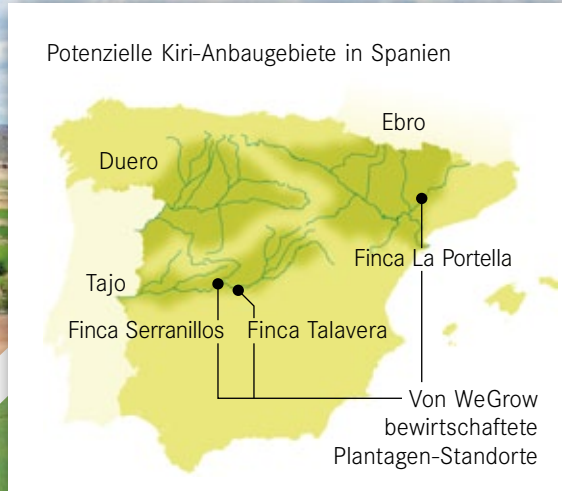 Potenzielle Kiri-Anbaugebiete in Spanien
Ebro
Duero
Finca La Portella
Tajo
Finca Serranillos
Finca Talavera
Von WeGrow
bewirtschaftete
Plantagen-Standorte